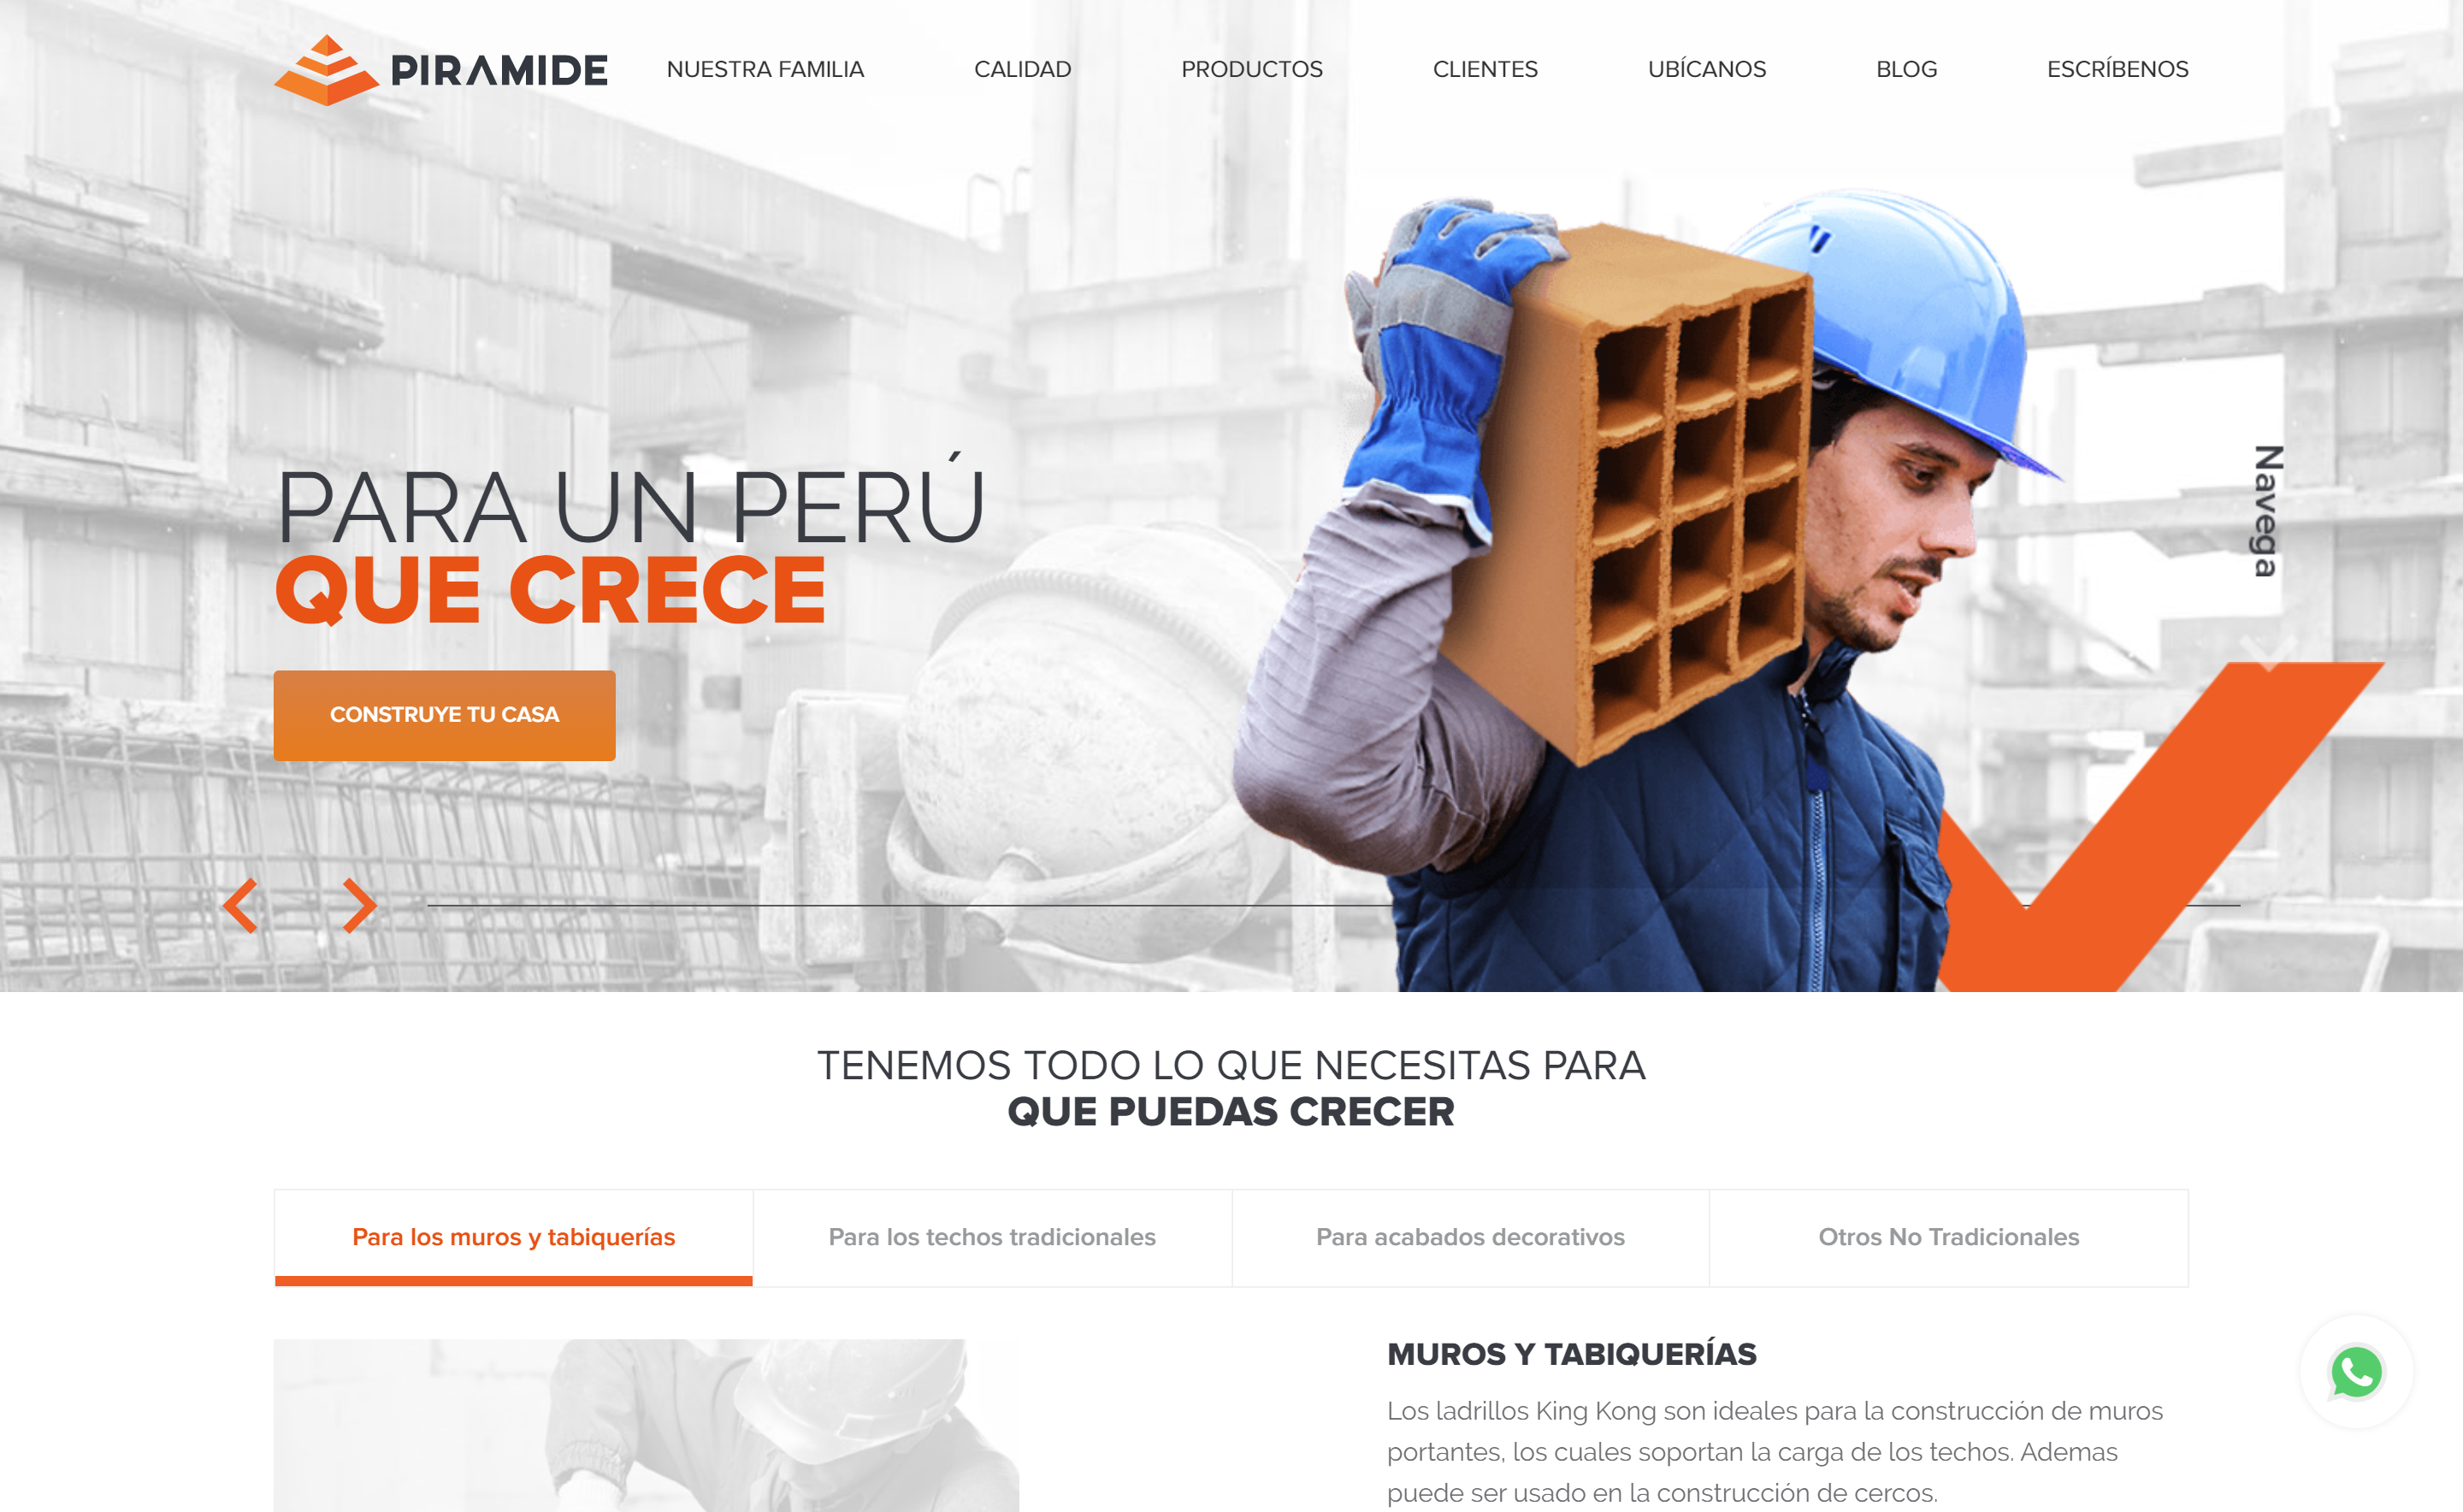 PIRAMIDE
NUESTRA FAMILIA
CALIDAD
PRODUCTOS
CLIENTES
UBÍCANOS
BLOG
ESCRÍBENOS
PARA UN PERÚ
QUE CRECE
CONSTRUYE TU CASA
Navega
TENEMOS TODO LO QUE NECESITAS PARA
QUE PUEDAS CRECER
Para los muros y tabiquerías
Para los techos tradicionales
Para acabados decorativos
Otros No Tradicionales
MUROS Y TABIQUERÍAS
Los ladrillos King Kong son ideales para la construcción de muros
portantes, los cuales soportan la carga de los techos. Ademas
puede ser usado en la construcción de cercos.